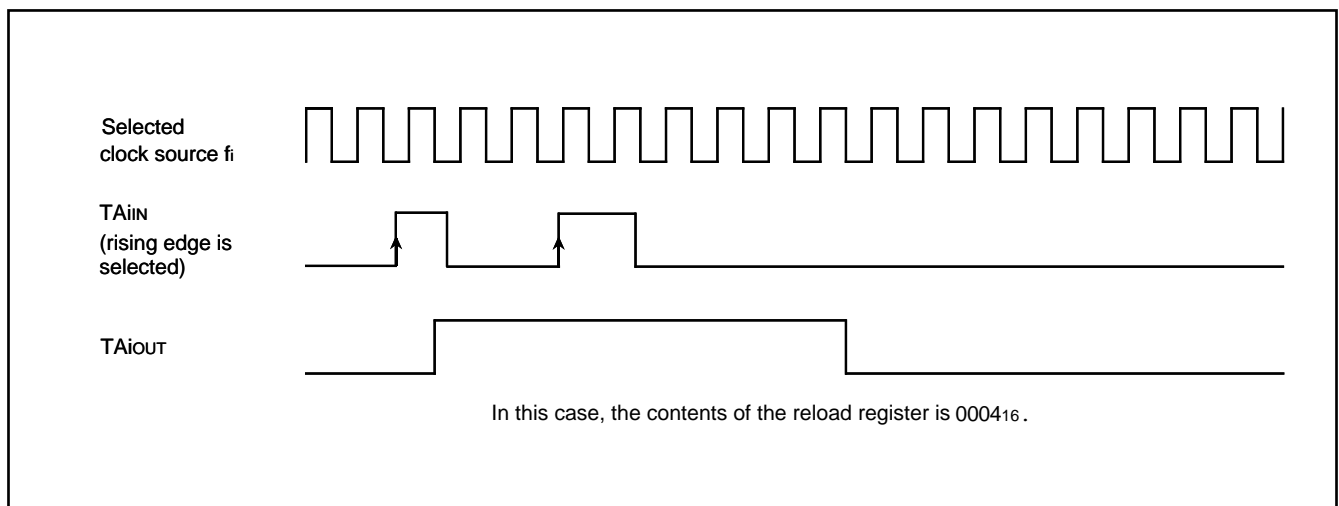 Selected
clock source fi
TAiIN
(rising edge is
selected)
TAiOUT
In this case, the contents of the reload register is 000416.